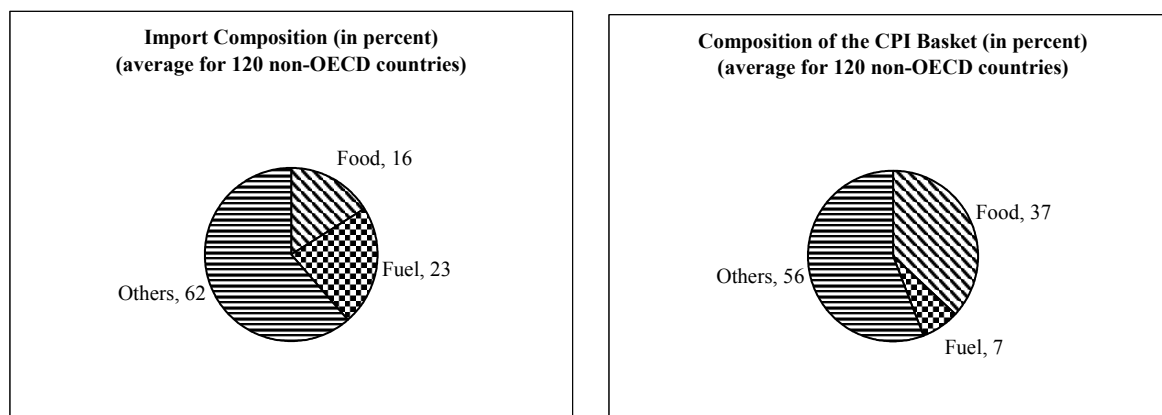 Import Composition (in percent)
(average for 120 non-OECD countries)
Food, 16
Fuel, 23
Others, 62
Composition of the CPI Basket (in percent)
(average for 120 non-OECD countries)
Food, 37
Others, 56
Fuel, 7